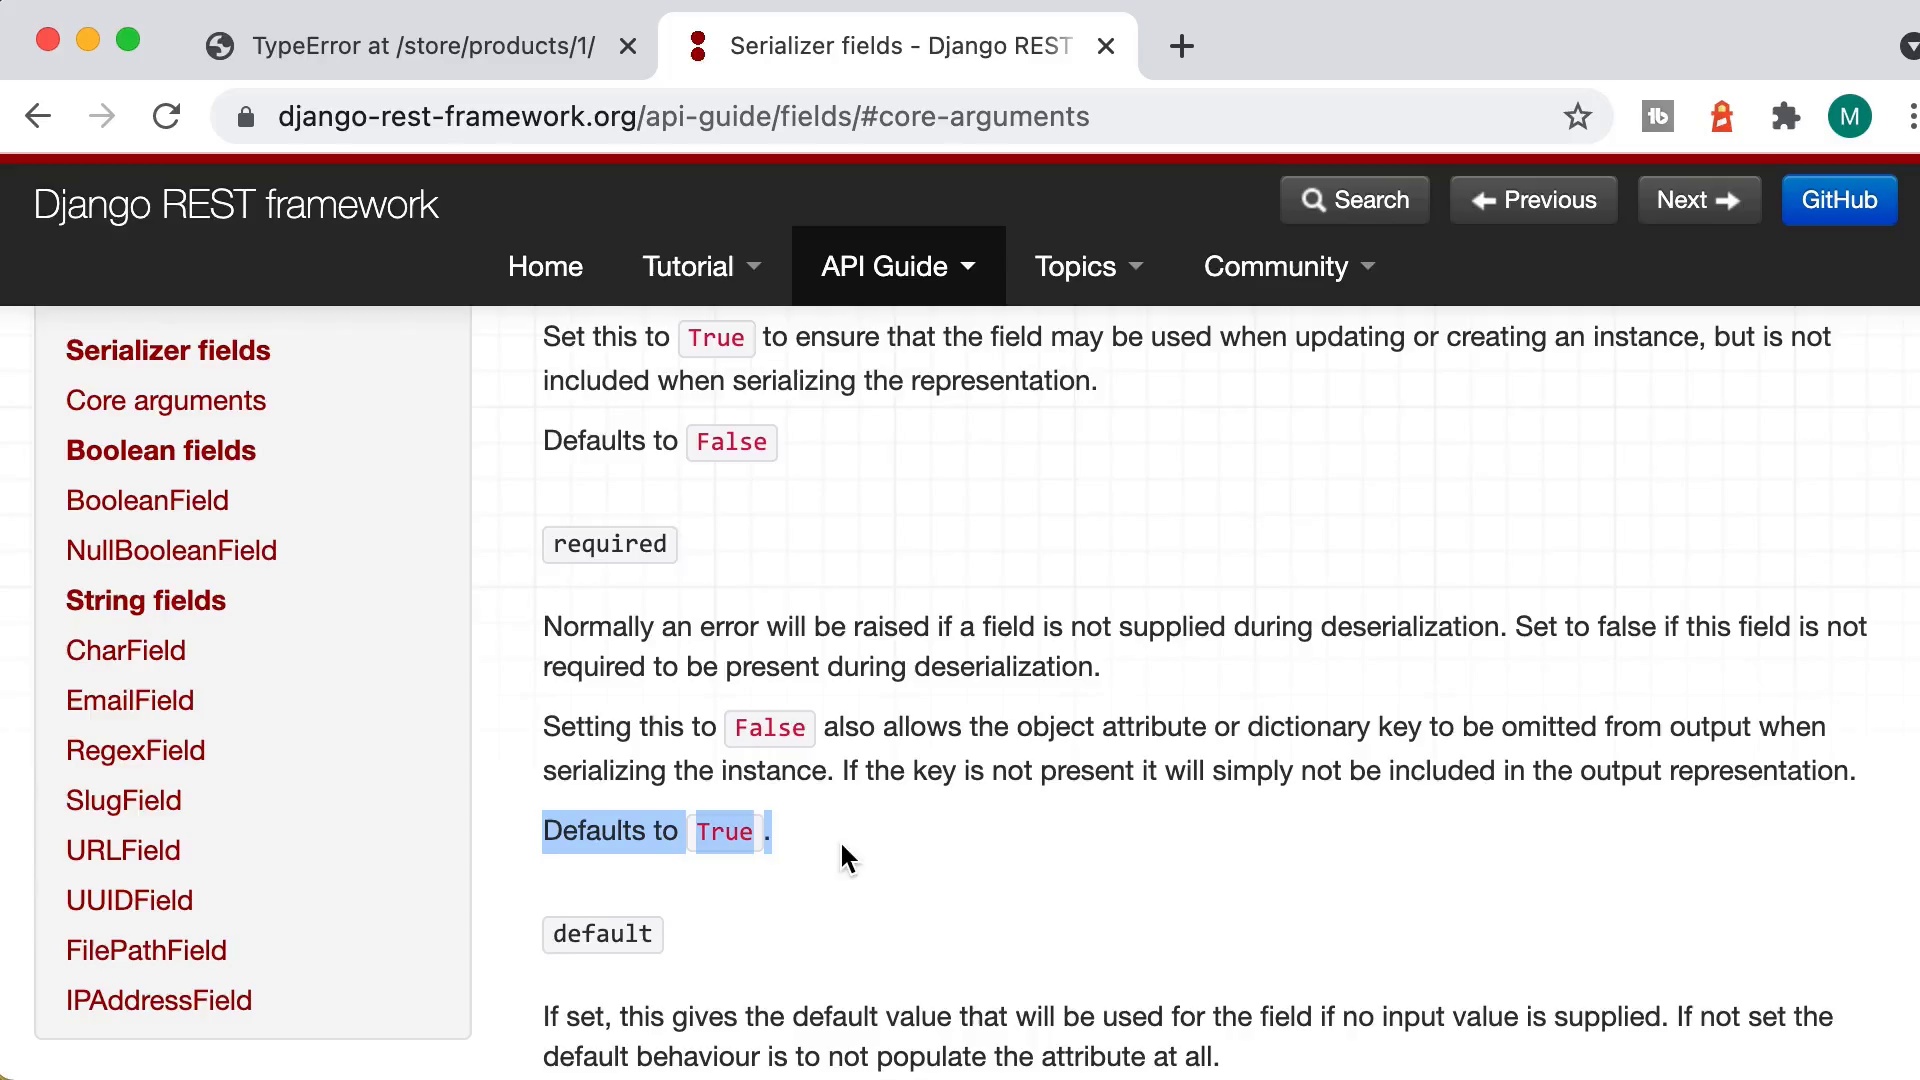 TypeError at /store/products/1/
Serializer fields - Django REST
django-rest-framework.org/api-guide/fields/#core-arguments
M
Django REST framework
Search
Previous
Next
GitHub
Home
Tutorial
API Guide
Topics
Community
Serializer fields
Core arguments
Boolean fields
BooleanField
NullBooleanField
String fields
CharField
EmailField
RegexField
SlugField
URLField
UUIDField
FilePathField
IPAddressField
Set this to True to ensure that the field may be used when updating or creating an instance, but is not
included when serializing the representation.
Defaults to False
required
Normally an error will be raised if a field is not supplied during deserialization. Set to false if this field is not
required to be present during deserialization.
Setting this to False also allows the object attribute or dictionary key to be omitted from output when
serializing the instance. If the key is not present it will simply not be included in the output representation.
Defaults to True.
default
If set, this gives the default value that will be used for the field if no input value is supplied. If not set the
default behaviour is to not populate the attribute at all.